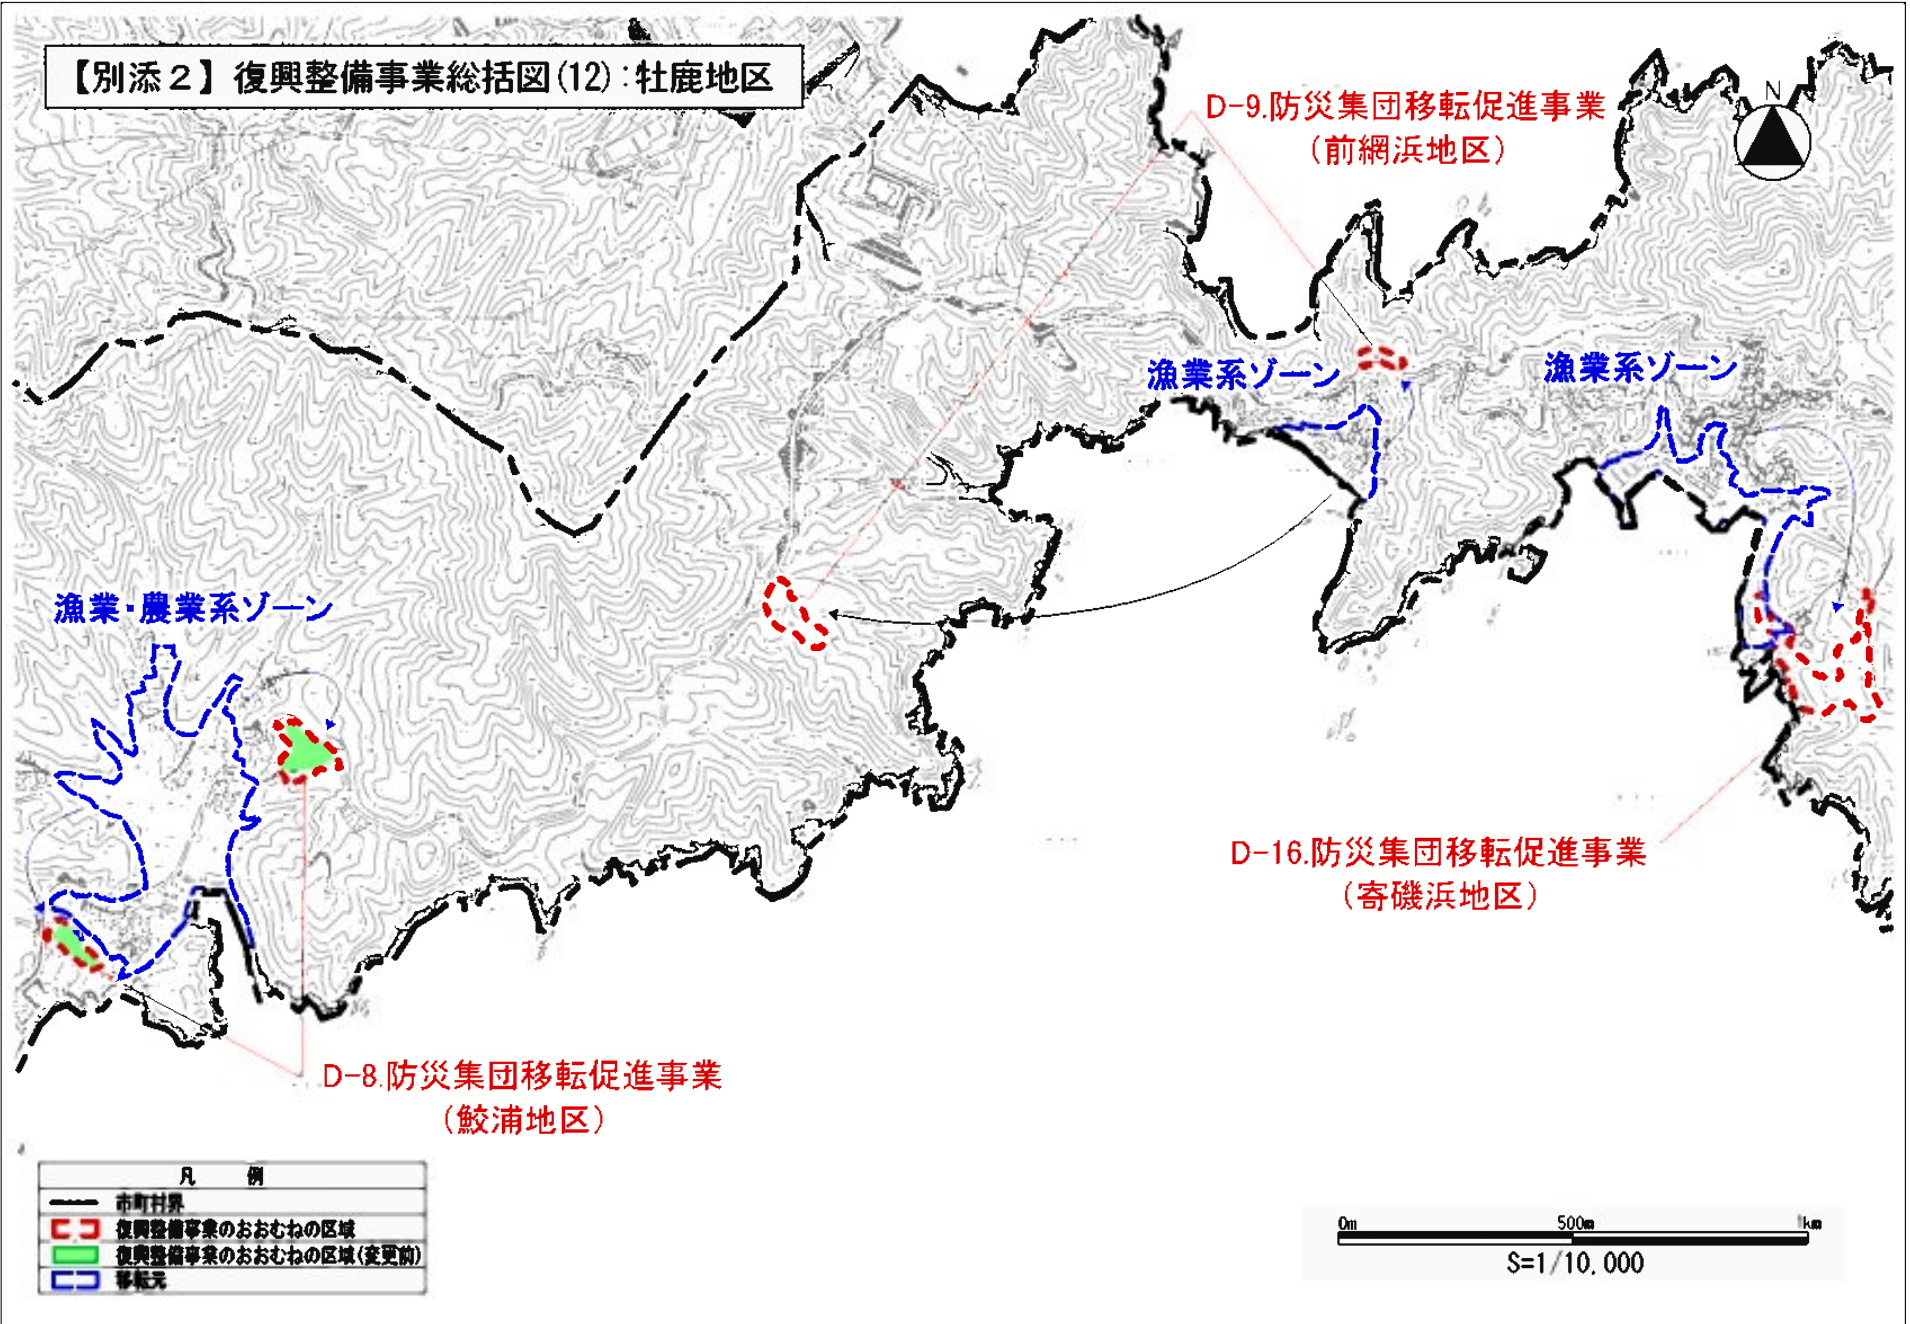 【別添２】復興整備事業総括図(12):牡鹿地区
D-9.防災集団移転促進事業
(前網浜地区)
N
漁業系ゾーン
漁業系ゾーン
漁業・農業系ゾーン
D-16.防災集団移転促進事業
(寄磯浜地区)
D-8.防災集団移転促進事業
(鮫浦地区)
凡　例
市町村界
復興整備事業のおおむねの区域
復興整備事業のおおむねの区域(変更前)
移転元
0m 500m 1km
S=1/10,000